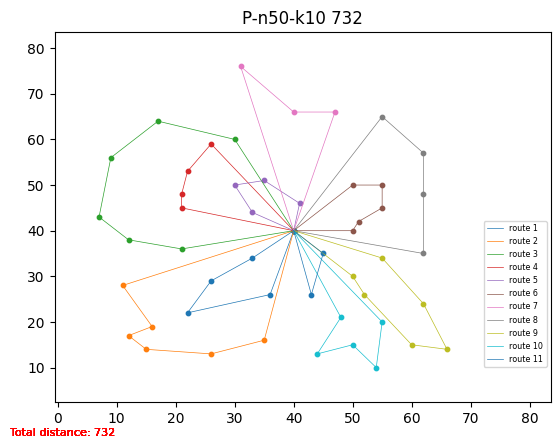 P-n50-k10 732
80
70
60
50
40
30
20
10
0 10 20 30 40 50 60 70 80
route 1
route 2
route 3
route 4
route 5
route 6
route 7
route 8
route 9
route 10
route 11
Total distance: 732